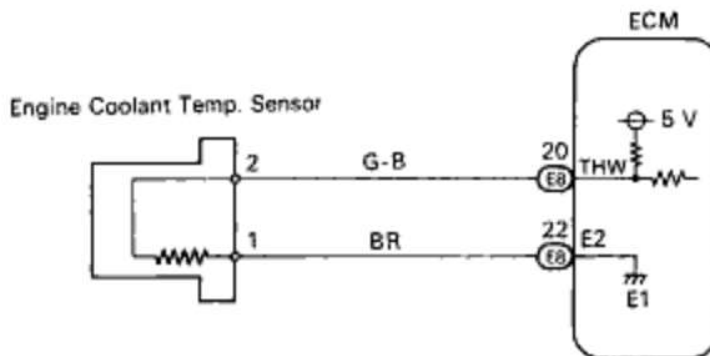 ECM
Engine Coolant Temp. Sensor
5 V
2 G-B 20 THW
E8
1 BR 22 E2
E8
E1